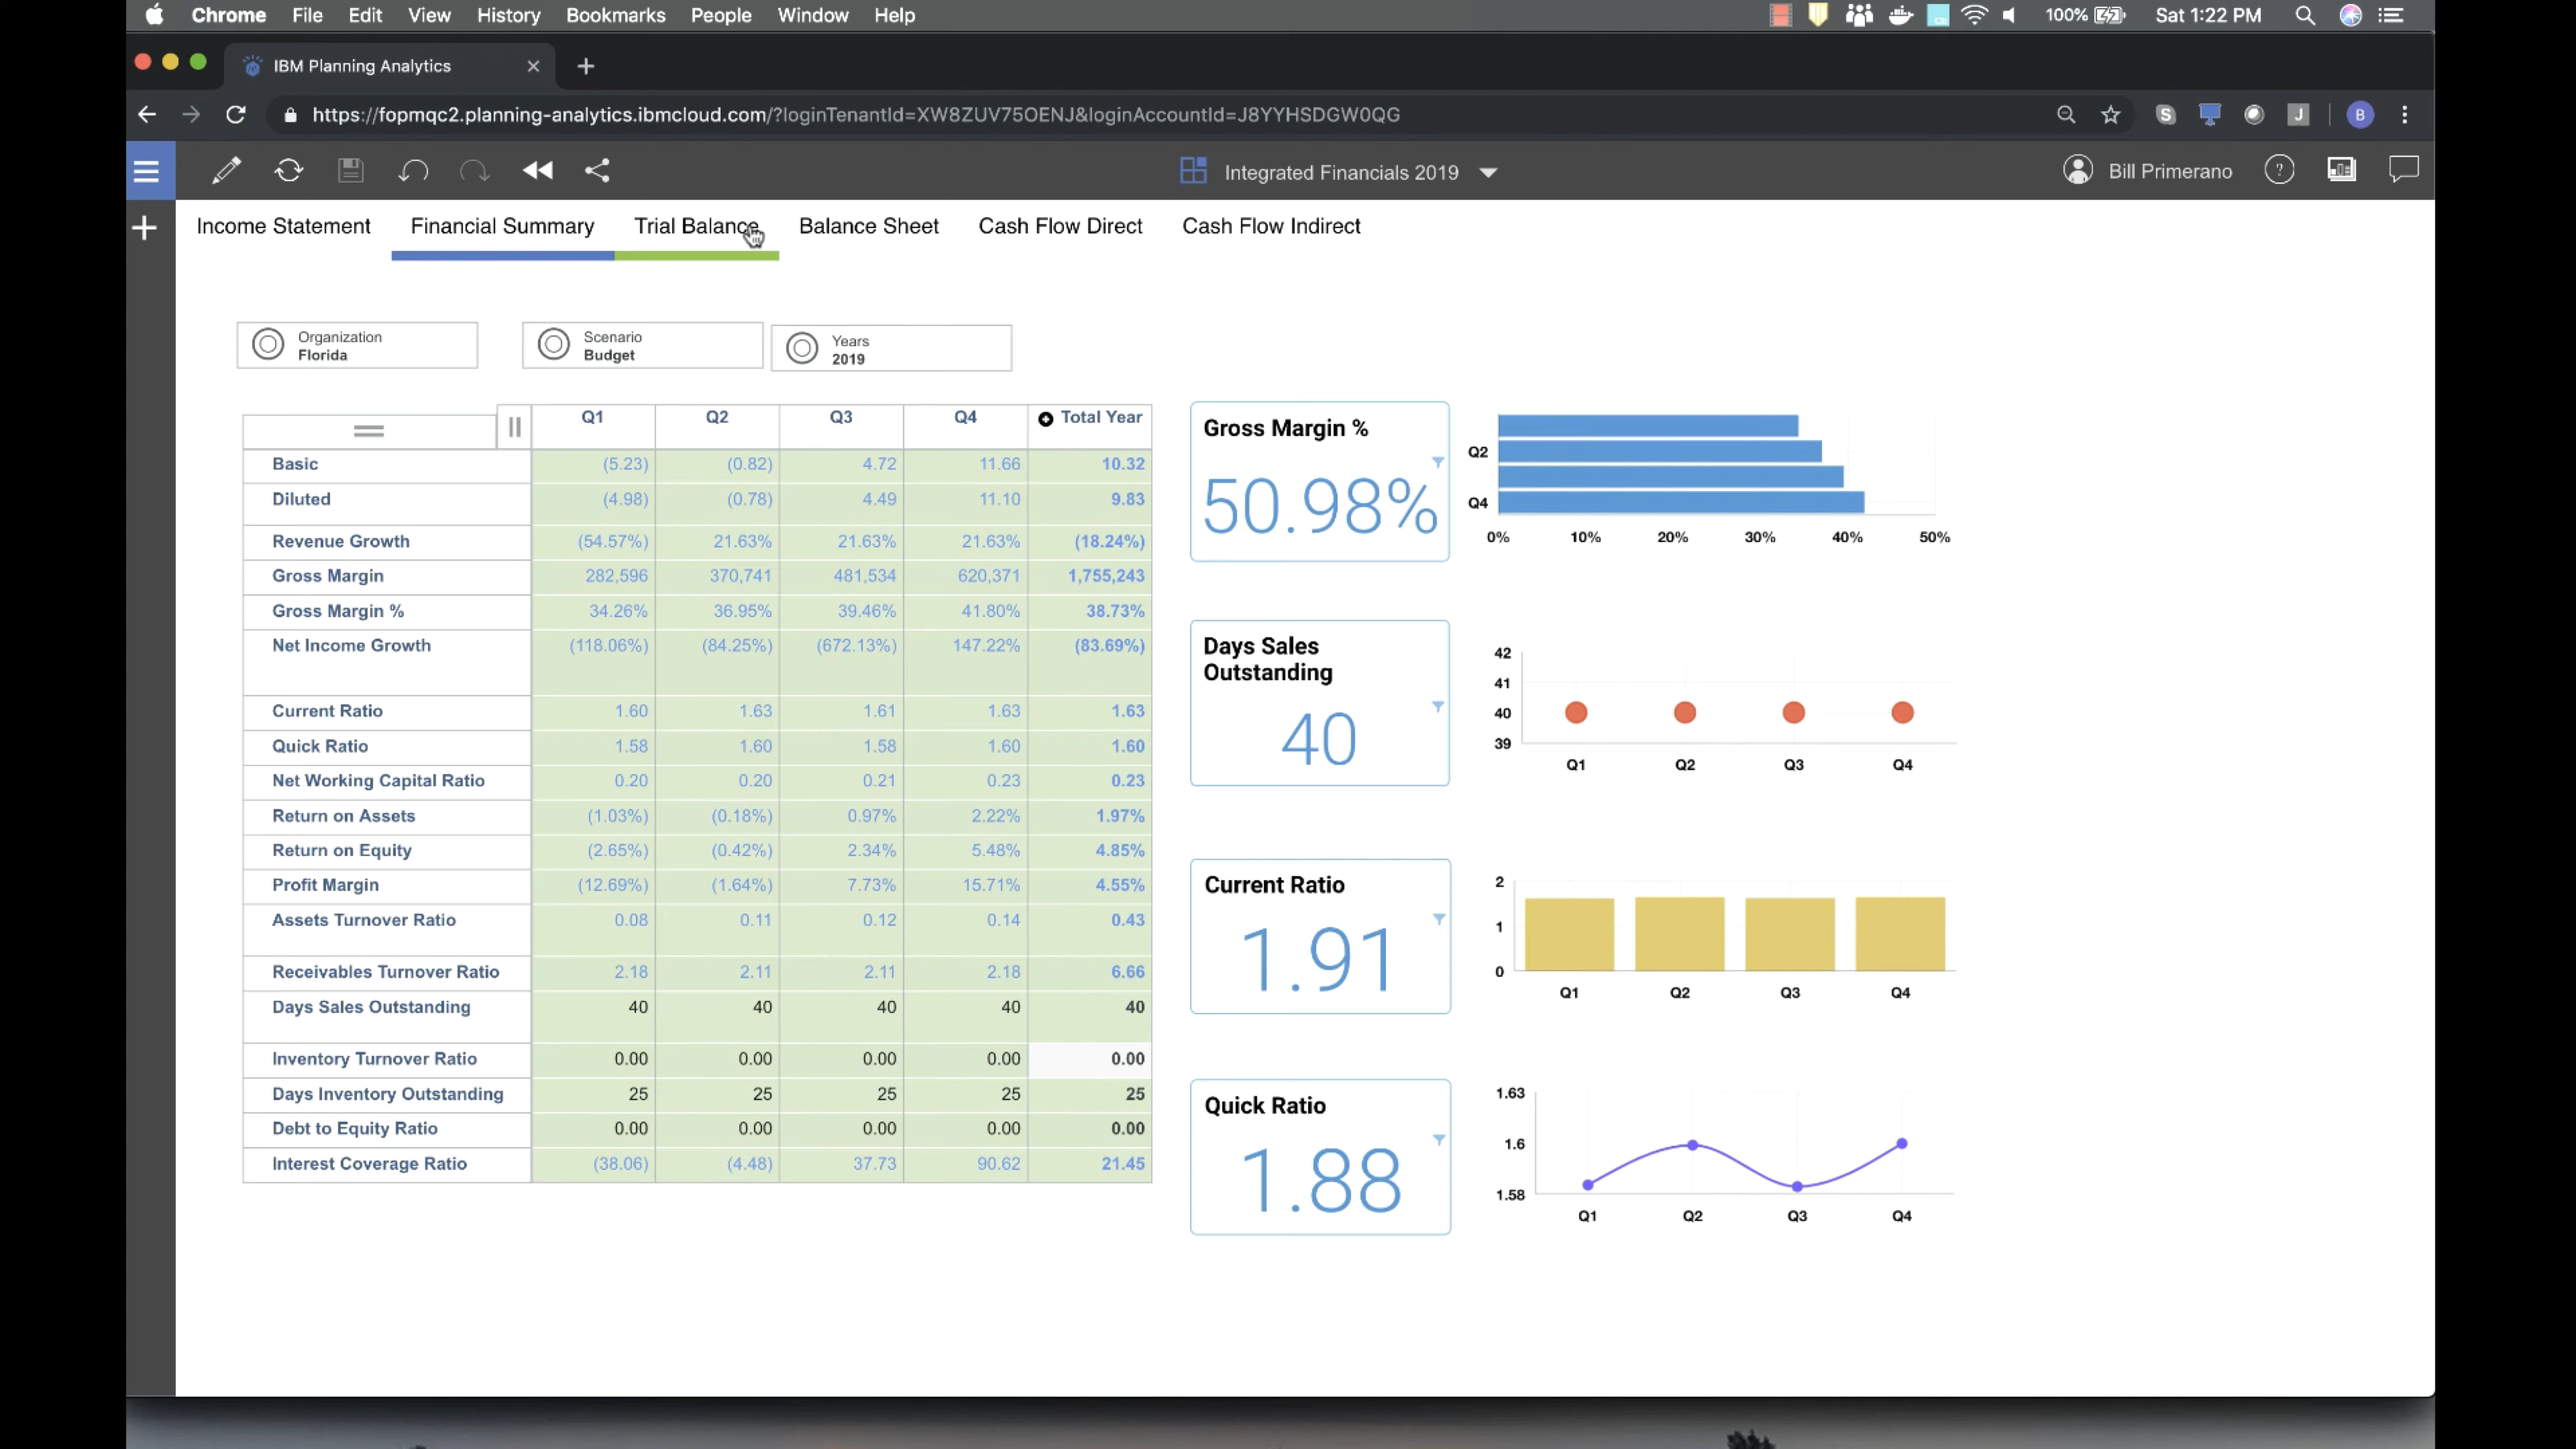 Chrome File Edit View History Bookmarks People Window Help 100% Sat 1:22 PM
IBM Planning Analytics
https://fopmqc2.planning-analytics.ibmcloud.com/?loginTenantId=XW8ZUV75OENJ&loginAccountId=J8YYHSDGW0QG S J B
Integrated Financials 2019 Bill Primerano ?
Income Statement Financial Summary Trial Balance Balance Sheet Cash Flow Direct Cash Flow Indirect
Organization
Florida
Scenario
Budget
Years
2019
Q1 Q2 Q3 Q4 Total Year
Basic (5.23) (0.82) 4.72 11.66 10.32
Diluted (4.98) (0.78) 4.49 11.10 9.83
Revenue Growth (54.57%) 21.63% 21.63% 21.63% (18.24%)
Gross Margin 282,596 370,741 481,534 620,371 1,755,243
Gross Margin % 34.26% 36.95% 39.46% 41.80% 38.73%
Net Income Growth (118.06%) (84.25%) (672.13%) 147.22% (83.69%)
Current Ratio 1.60 1.63 1.61 1.63 1.63
Quick Ratio 1.58 1.60 1.58 1.60 1.60
Net Working Capital Ratio 0.20 0.20 0.21 0.23 0.23
Return on Assets (1.03%) (0.18%) 0.97% 2.22% 1.97%
Return on Equity (2.65%) (0.42%) 2.34% 5.48% 4.85%
Profit Margin (12.69%) (1.64%) 7.73% 15.71% 4.55%
Assets Turnover Ratio 0.08 0.11 0.12 0.14 0.43
Receivables Turnover Ratio 2.18 2.11 2.11 2.18 6.66
Days Sales Outstanding 40 40 40 40 40
Inventory Turnover Ratio 0.00 0.00 0.00 0.00 0.00
Days Inventory Outstanding 25 25 25 25 25
Debt to Equity Ratio 0.00 0.00 0.00 0.00 0.00
Interest Coverage Ratio (38.06) (4.48) 37.73 90.62 21.45
Gross Margin %
50.98%
Q2
Q4
0% 10% 20% 30% 40% 50%
Days Sales
Outstanding
40
42
41
40
39
Q1 Q2 Q3 Q4
Current Ratio
1.91
2
1
0
Q1 Q2 Q3 Q4
Quick Ratio
1.88
1.63
1.6
1.58
Q1 Q2 Q3 Q4